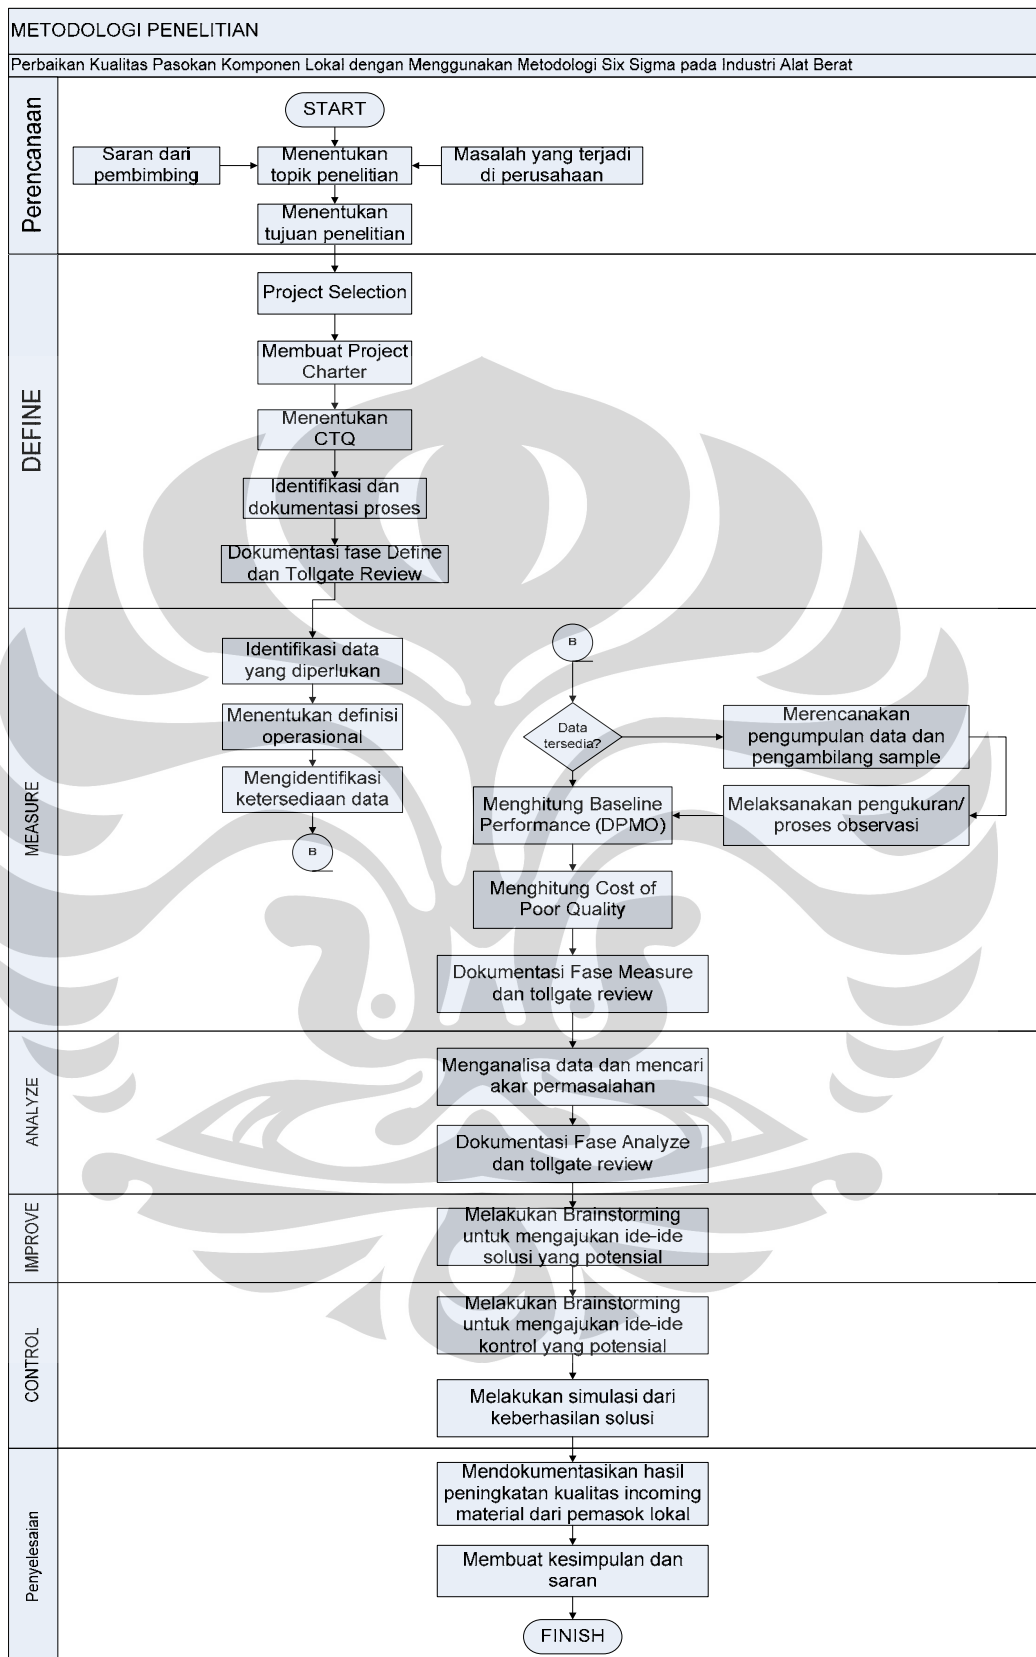 METODOLOGI PENELITIAN
Perbaikan Kualitas Pasokan Komponen Lokal dengan Menggunakan Metodologi Six Sigma pada Industri Alat Berat
Perencanaan
START
Saran dari
pembimbing
Menentukan
topik penelitian
Masalah yang terjadi
di perusahaan
Menentukan
tujuan penelitian
DEFINE
Project Selection
Membuat Project
Charter
Menentukan
CTQ
Identifikasi dan
dokumentasi proses
Dokumentasi fase Define
dan Tollgate Review
MEASURE
Identifikasi data
yang diperlukan
Menentukan definisi
operasional
Mengidentifikasi
ketersediaan data
B
B
Data
tersedia?
Merencanakan
pengumpulan data dan
pengambilang sample
Melaksanakan pengukuran/
proses observasi
Menghitung Baseline
Performance (DPMO)
Menghitung Cost of
Poor Quality
Dokumentasi Fase Measure
dan tollgate review
ANALYZE
Menganalisa data dan mencari
akar permasalahan
Dokumentasi Fase Analyze
dan tollgate review
IMPROVE
Melakukan Brainstorming
untuk mengajukan ide-ide
solusi yang potensial
CONTROL
Melakukan Brainstorming
untuk mengajukan ide-ide
kontrol yang potensial
Melakukan simulasi dari
keberhasilan solusi
Penyelesaian
Mendokumentasikan hasil
peningkatan kualitas incoming
material dari pemasok lokal
Membuat kesimpulan dan
saran
FINISH